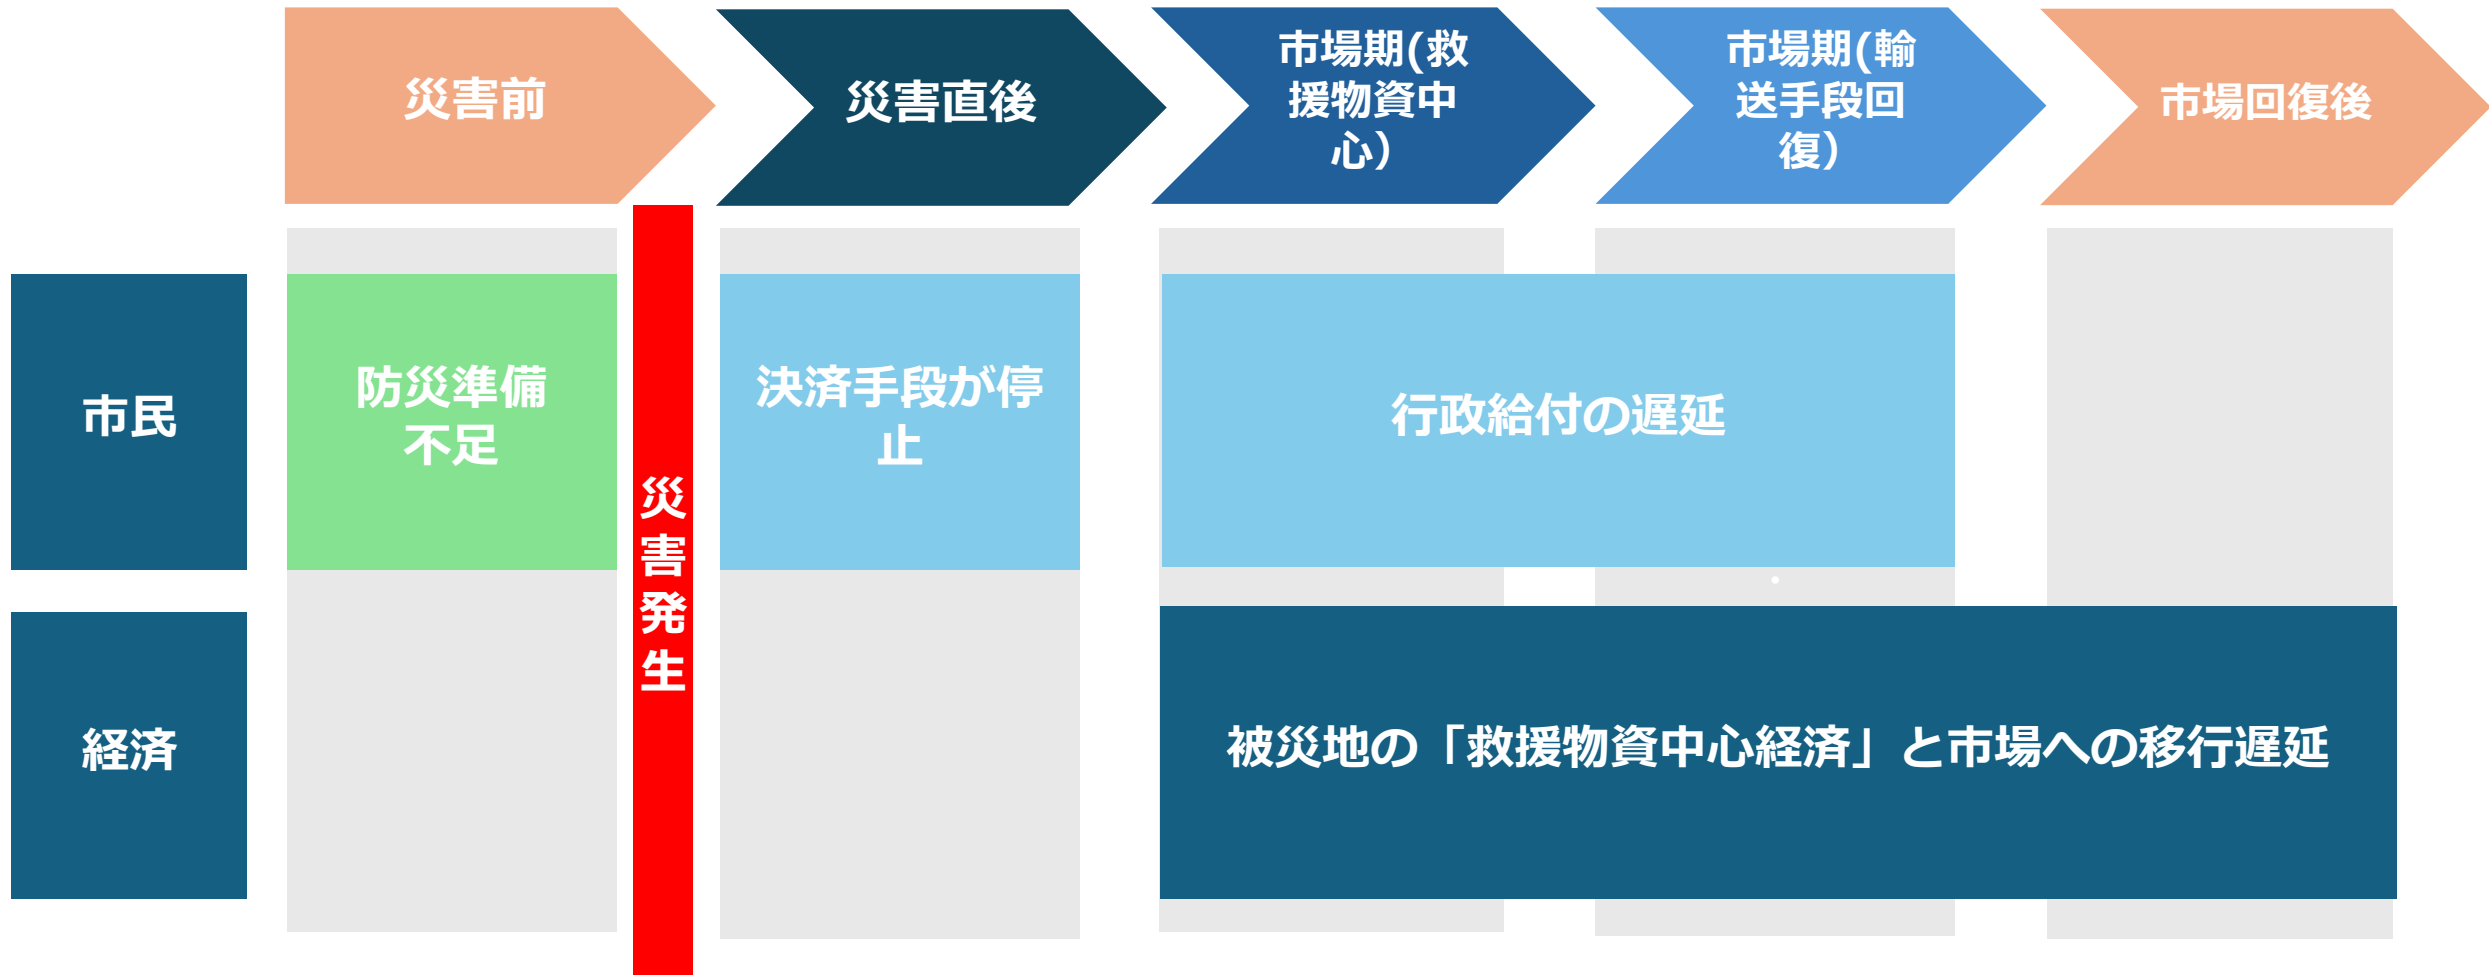 災害前
災害直後
市場期(救
援物資中
心）
市場期(輸
送手段回
復）
市場回復後
市民
防災準備
不足
決済手段が停
止
行政給付の遅延
災
害
発
生
経済
被災地の「救援物資中心経済」と市場への移行遅延